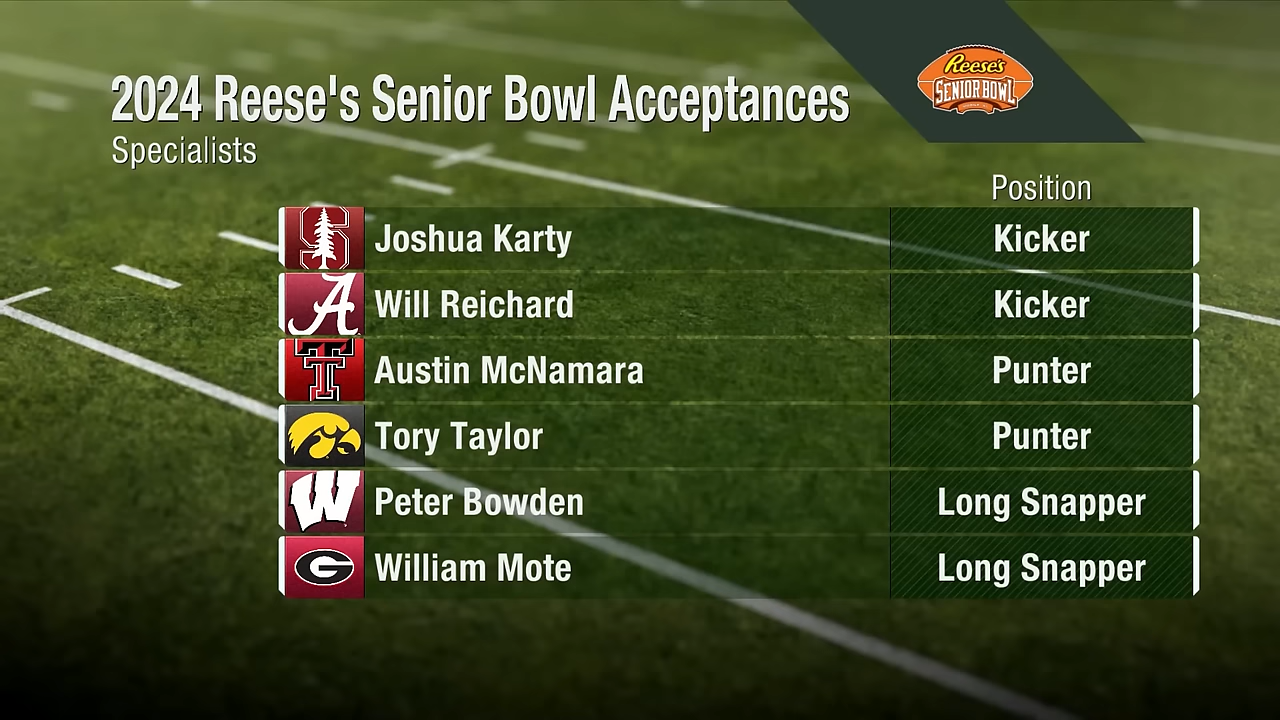 2024 Reese's Senior Bowl Acceptances
Reese's
SENIOR BOWL
Specialists
Position
Joshua Karty Kicker
Will Reichard Kicker
Austin McNamara Punter
Tory Taylor Punter
Peter Bowden Long Snapper
William Mote Long Snapper